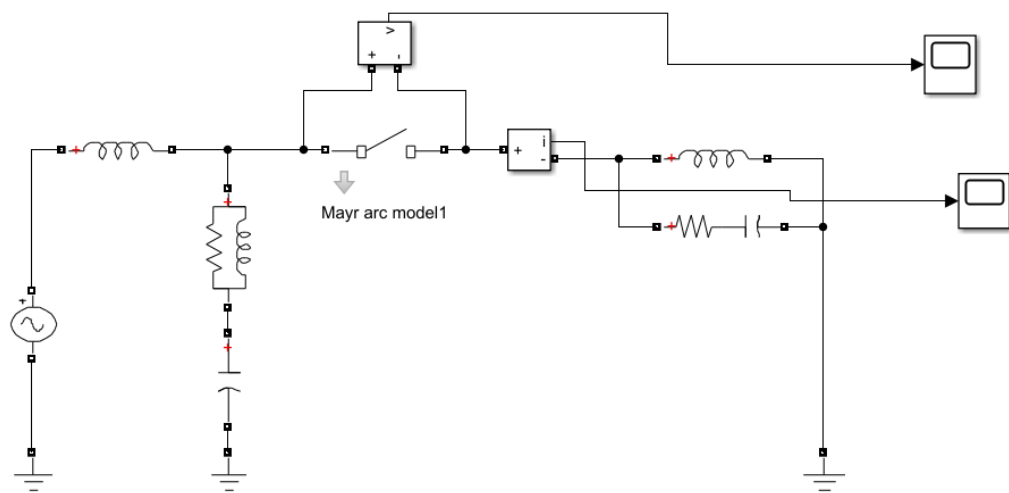 v
+ -
+ i
-
+
+
Mayr arc model1
+
+
+
+